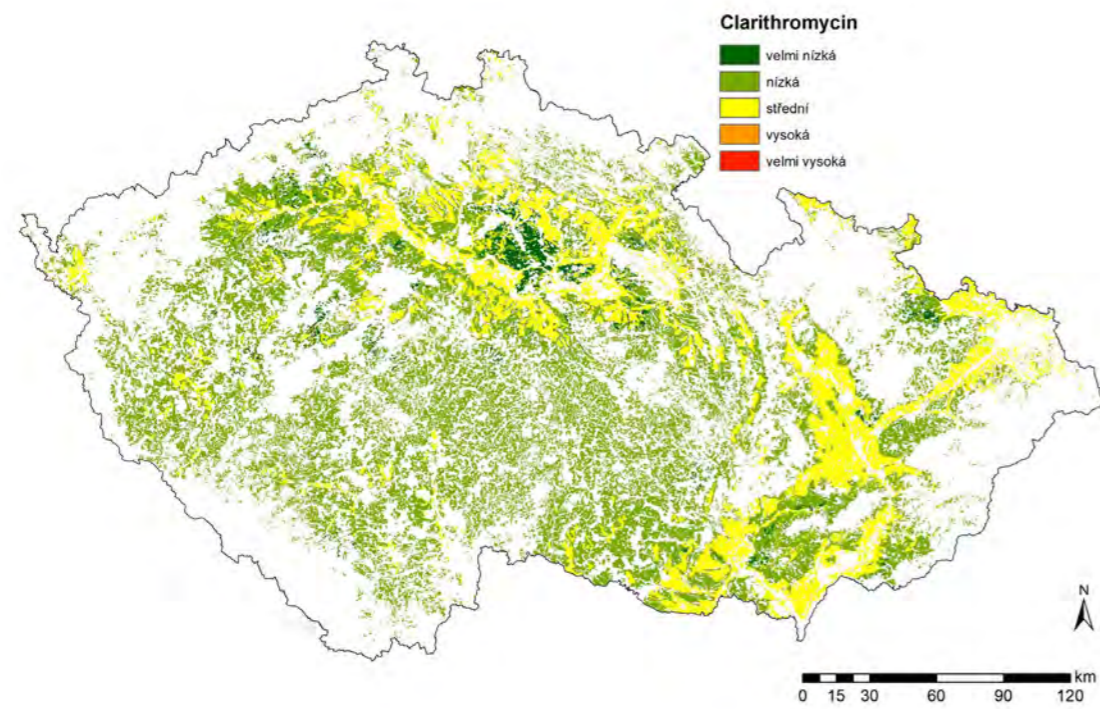 Clarithromycin
velmi nízká
nízká
střední
vysoká
velmi vysoká
N
km
0 15 30 60 90 120